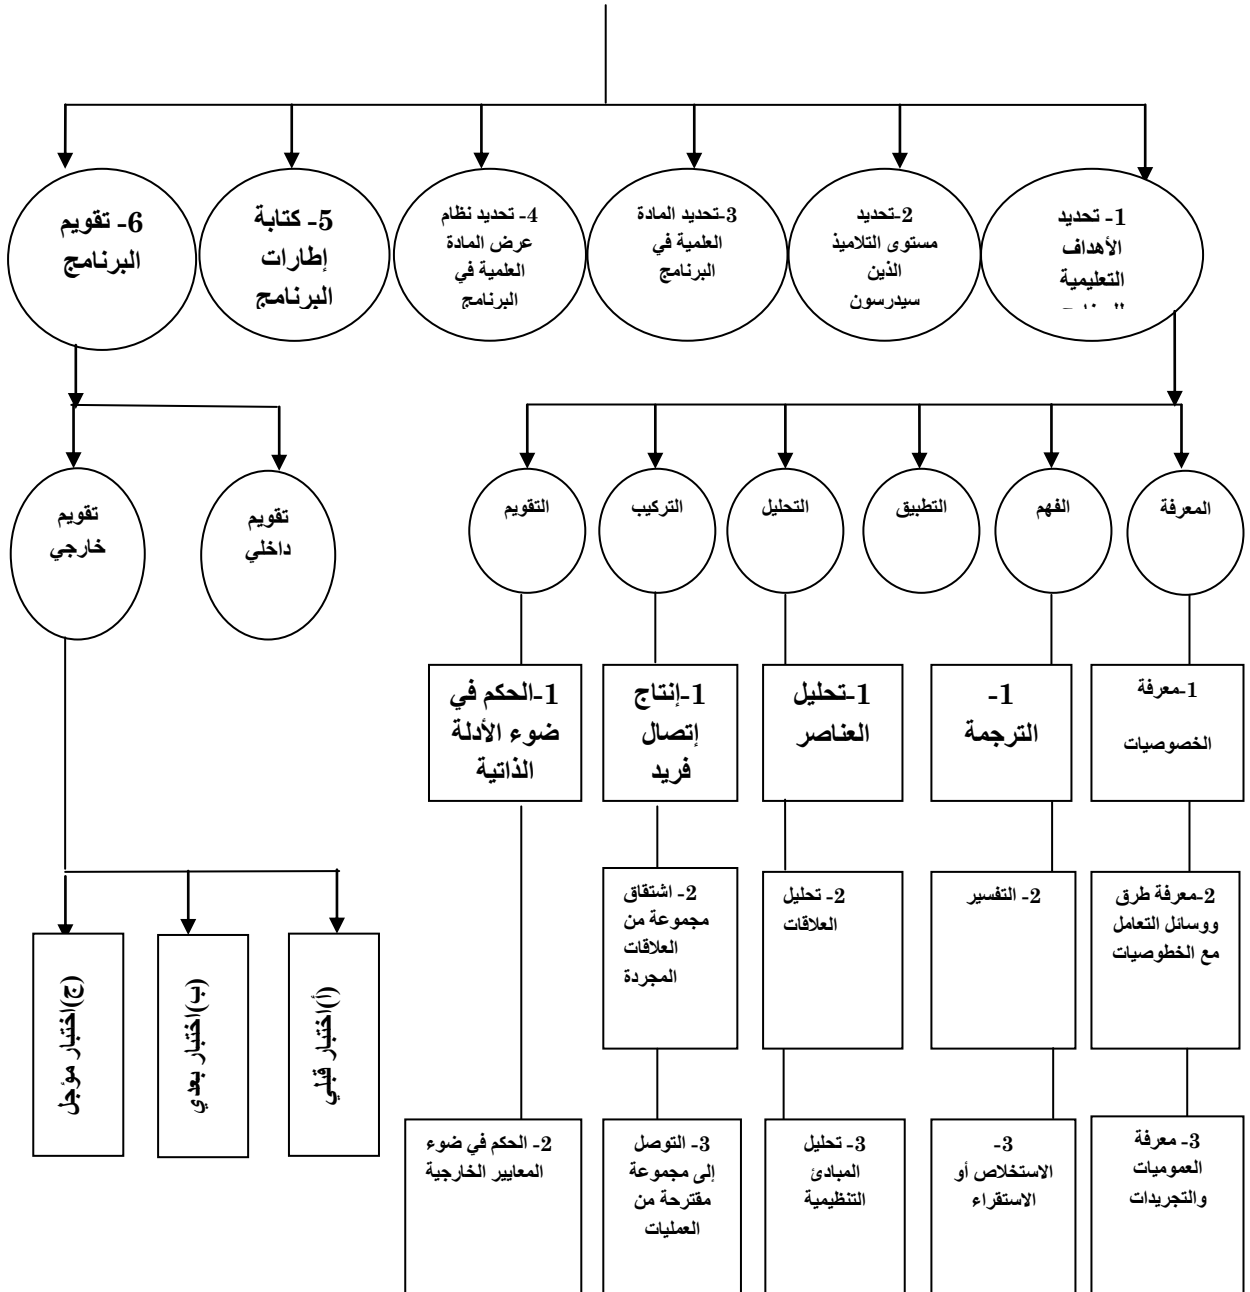 1- تحديد
الأهداف
التعليمية
2-تحديد
مستوى التلاميذ
الذين
سيدرسون
3-تحديد المادة
العلمية في
البرنامج
4- تحديد نظام
عرض المادة
العلمية في
البرنامج
5- كتابة
إطارات
البرنامج
6- تقويم
البرنامج
المعرفة
الفهم
التطبيق
التحليل
التركيب
التقويم
تقويم
داخلي
تقويم
خارجي
1-معرفة
الخصوصيات
1-
الترجمة
1-تحليل
العناصر
1-إنتاج
إتصال
فريد
1-الحكم في
ضوء الأدلة
الذاتية
2-معرفة طرق
ووسائل التعامل
مع الخطوصيات
2- التفسير
2- تحليل
العلاقات
2- اشتقاق
مجموعة من
العلاقات
المجردة
(أ)اختبار قبلي
(ب)اختبار بعدي
(ج)اختبار مؤجل
3- معرفة
العموميات
والتجريدات
3-
الاستخلاص أو
الاستقراء
3- تحليل
المبادئ
التنظيمية
3- التوصل
إلى مجموعة
مقترحة من
العمليات
2- الحكم في ضوء
المعايير الخارجية